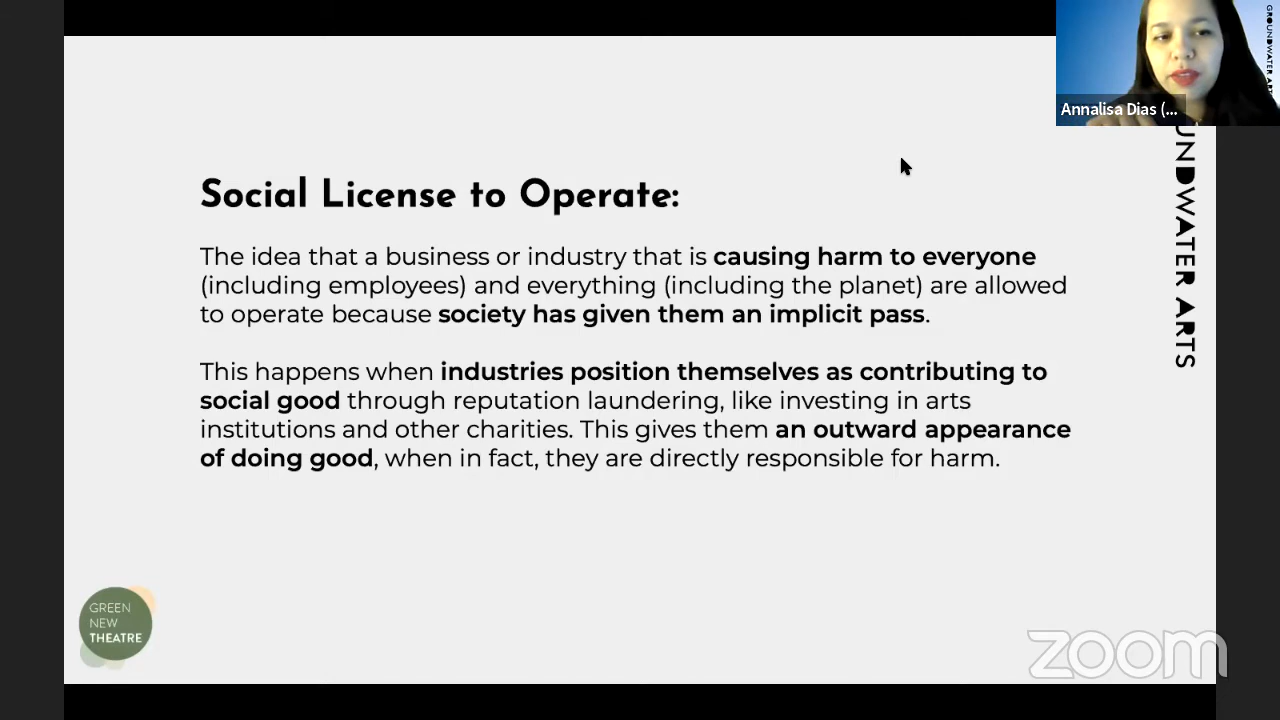 GROUNDWATER AR
Annalisa Dias (...
UNDWATER ARTS
Social License to Operate:
The idea that a business or industry that is causing harm to everyone
(including employees) and everything (including the planet) are allowed
to operate because society has given them an implicit pass.
This happens when industries position themselves as contributing to
social good through reputation laundering, like investing in arts
institutions and other charities. This gives them an outward appearance
of doing good, when in fact, they are directly responsible for harm.
GREEN
NEW
THEATRE
zoom